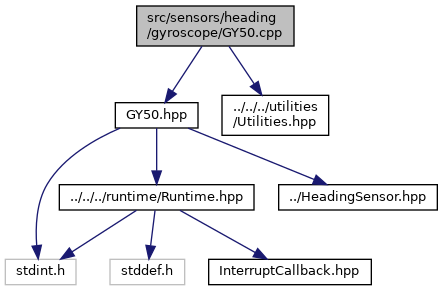 src/sensors/heading
/gyroscope/GY50.cpp
GY50.hpp
../../../utilities
/Utilities.hpp
../../../runtime/Runtime.hpp
../HeadingSensor.hpp
stdint.h
stddef.h
InterruptCallback.hpp